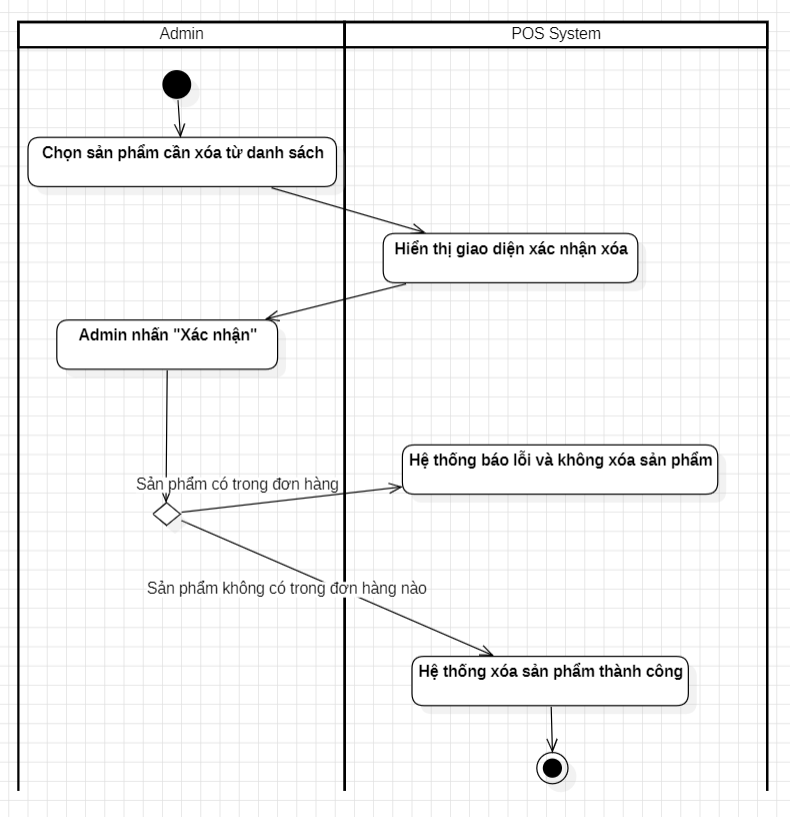 Admin
POS System
Chọn sản phẩm cần xóa từ danh sách
Hiển thị giao diện xác nhận xóa
Admin nhấn "Xác nhận"
Hệ thống báo lỗi và không xóa sản phẩm
Sản phẩm có trong đơn hàng
Sản phẩm không có trong đơn hàng nào
Hệ thống xóa sản phẩm thành công